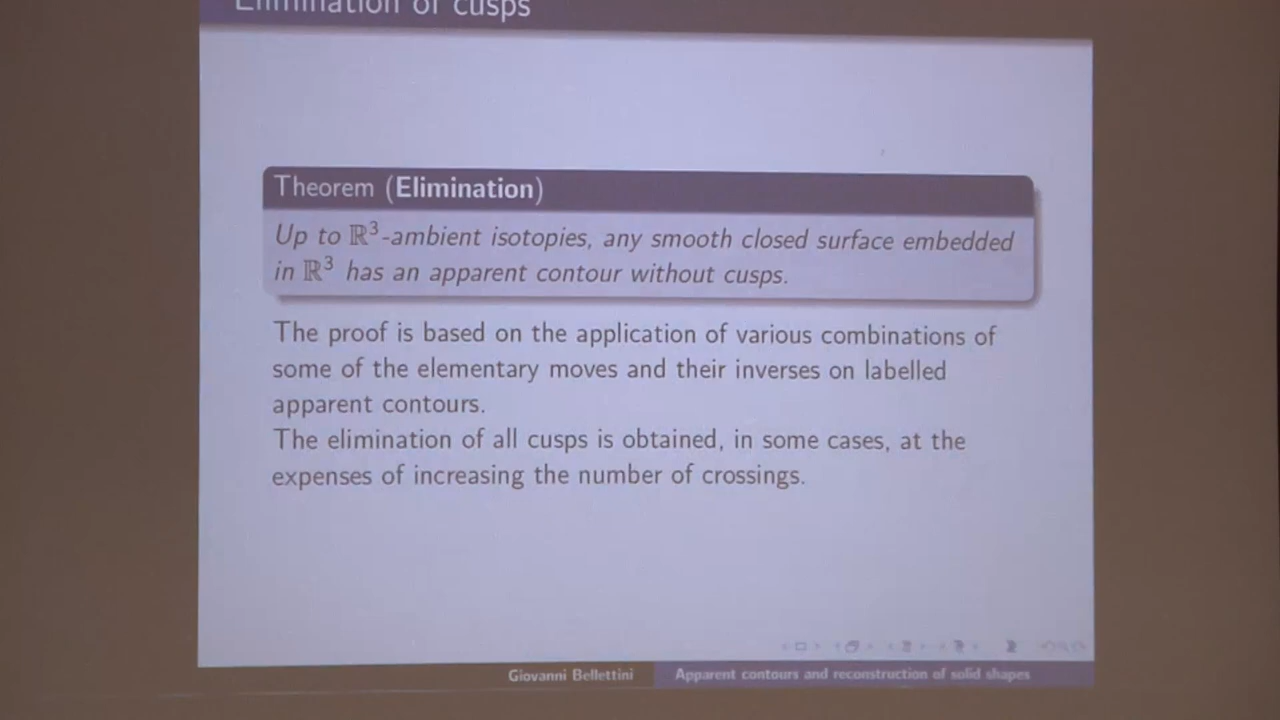 Elimination of cusps
Theorem (Elimination)
Up to ℝ³-ambient isotopies, any smooth closed surface embedded
in ℝ³ has an apparent contour without cusps.
The proof is based on the application of various combinations of
some of the elementary moves and their inverses on labelled
apparent contours.
The elimination of all cusps is obtained, in some cases, at the
expenses of increasing the number of crossings.
Giovanni Bellettini
Apparent contours and reconstruction of solid shapes